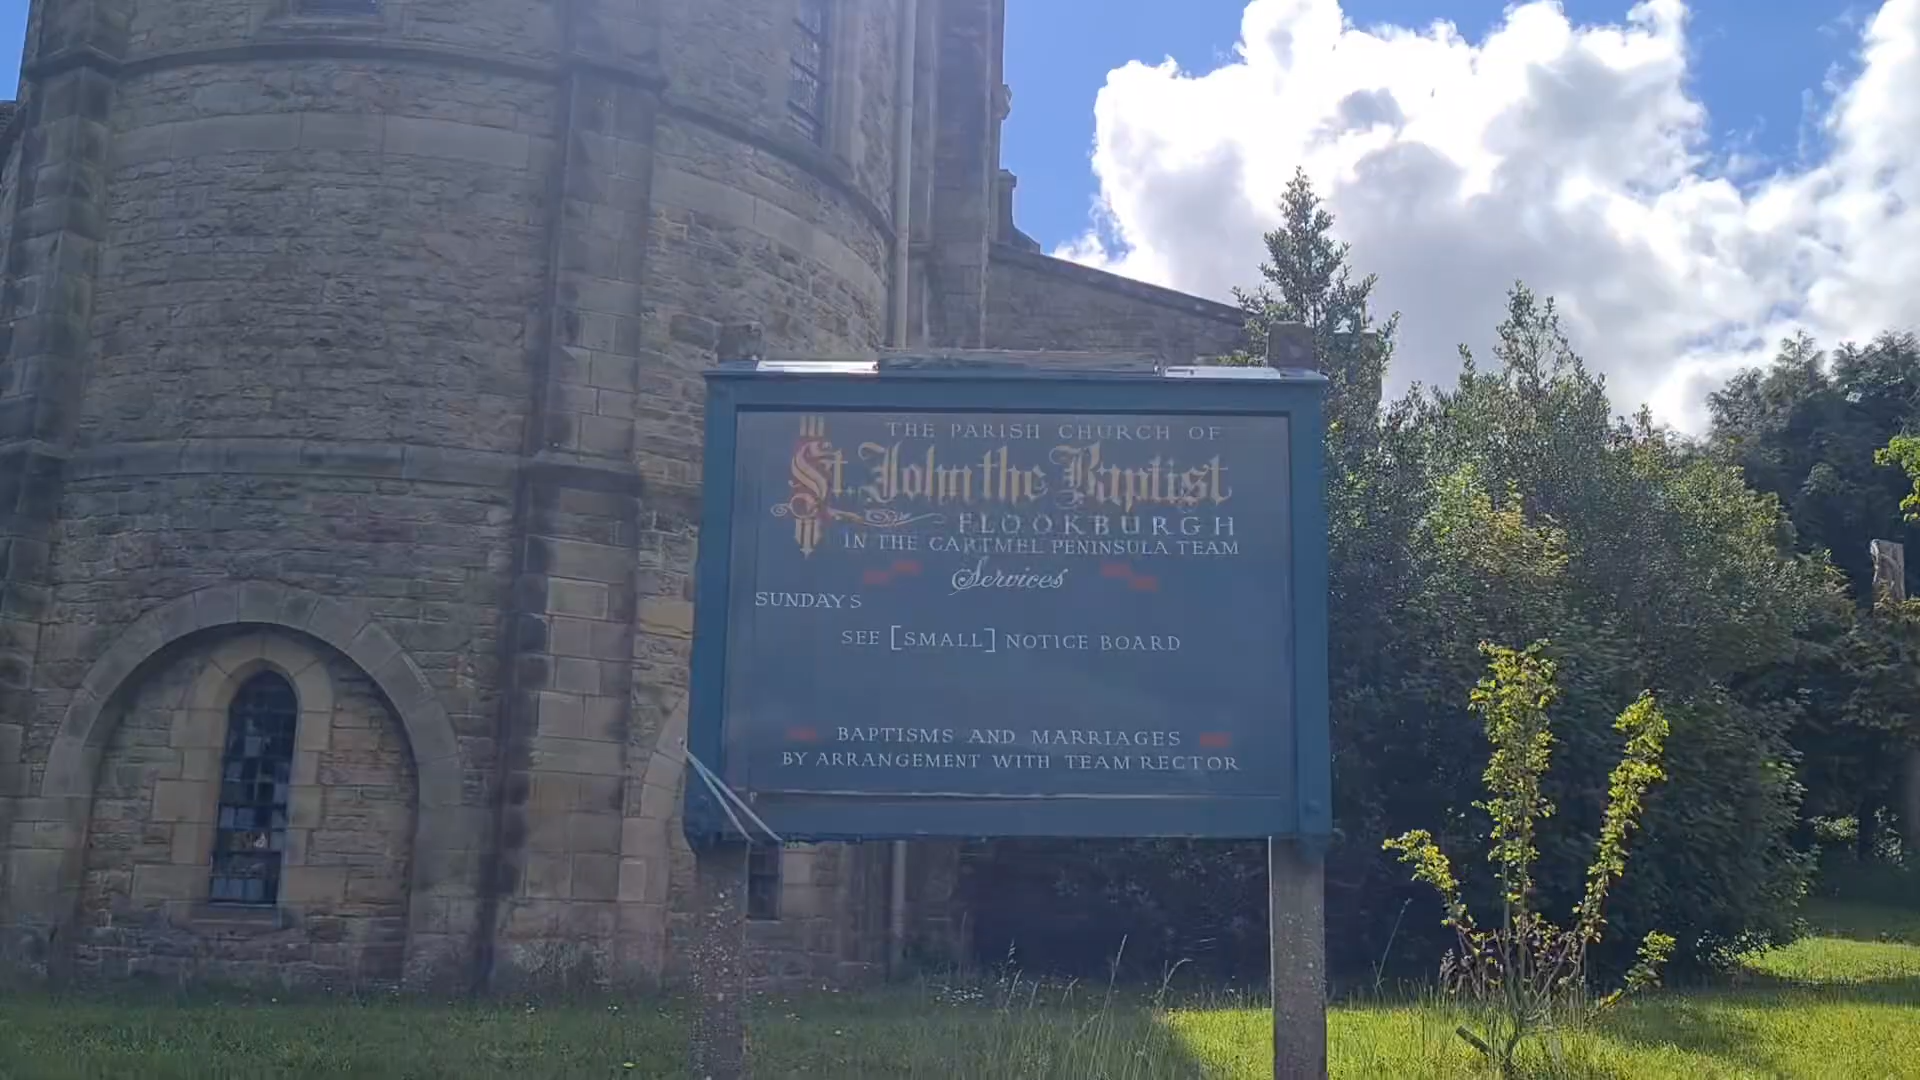 THE PARISH CHURCH OF
St. John the Baptist
FLOOKBURGH
IN THE CARTMEL PENINSULA TEAM
Services
SUNDAYS
SEE [SMALL] NOTICE BOARD
BAPTISMS AND MARRIAGES
BY ARRANGEMENT WITH TEAM RECTOR